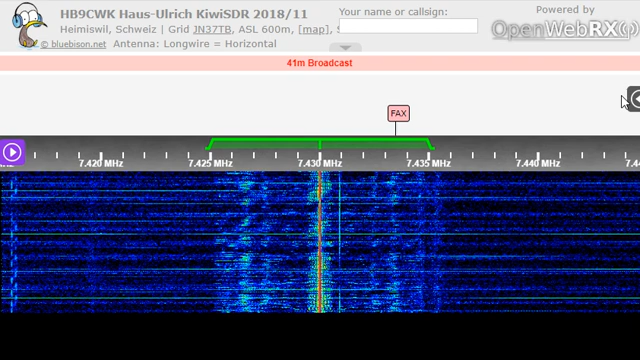 HB9CWK Haus-Ulrich KiwiSDR 2018/11
Heimiswil, Schweiz | Grid JN37TB, ASL 600m, [map],
© bluebison.net Antenna: Longwire = Horizontal
Your name or callsign:
Powered by
OpenWebRX
41m Broadcast
FAX
7.420 MHz
7.425 MHz
7.430 MHz
7.435 MHz
7.440 MHz
7.44